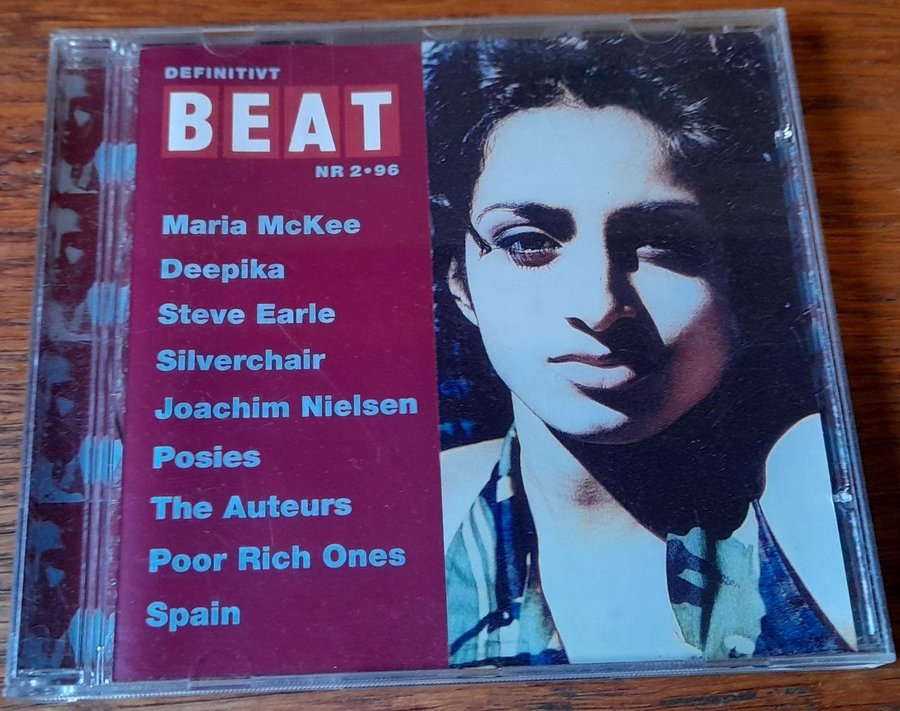 DEFINITIVT
BEAT
NR 2•96
Maria McKee
Deepika
Steve Earle
Silverchair
Joachim Nielsen
Posies
The Auteurs
Poor Rich Ones
Spain